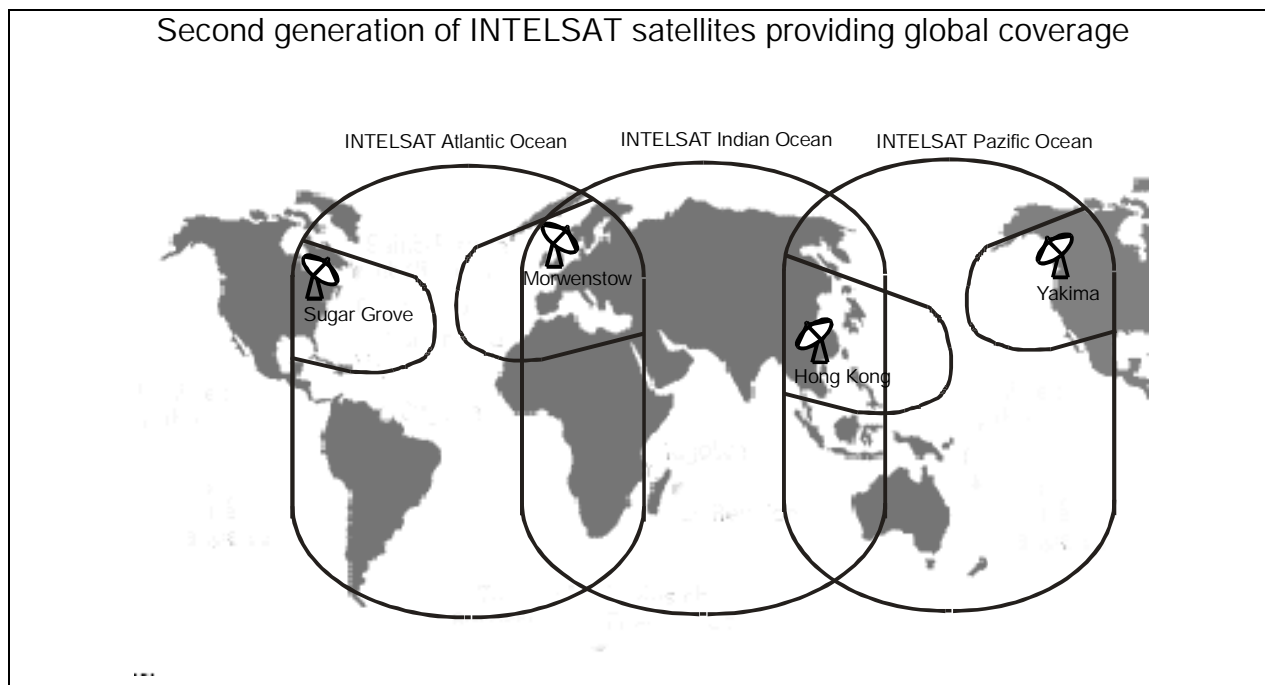 Second generation of INTELSAT satellites providing global coverage
INTELSAT Atlantic Ocean
INTELSAT Indian Ocean
INTELSAT Pazific Ocean
Morwenstow
Sugar Grove
Yakima
Hong Kong